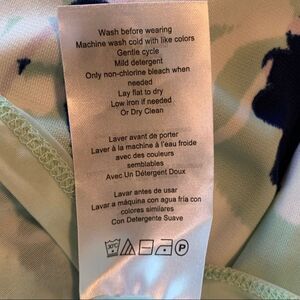 Wash before wearing
Machine wash cold with like colors
Gentle cycle
Mild detergent
Only non-chlorine bleach when
needed
Lay flat to dry
Low iron if needed
Or Dry Clean
Laver avant de porter
Laver à la machine à l'eau froide
avec des couleurs
semblables
Avec Un Détergent Doux
Lavar antes de usar
Lavar a máquina con agua fría con
colores similares
Con Detergente Suave
P